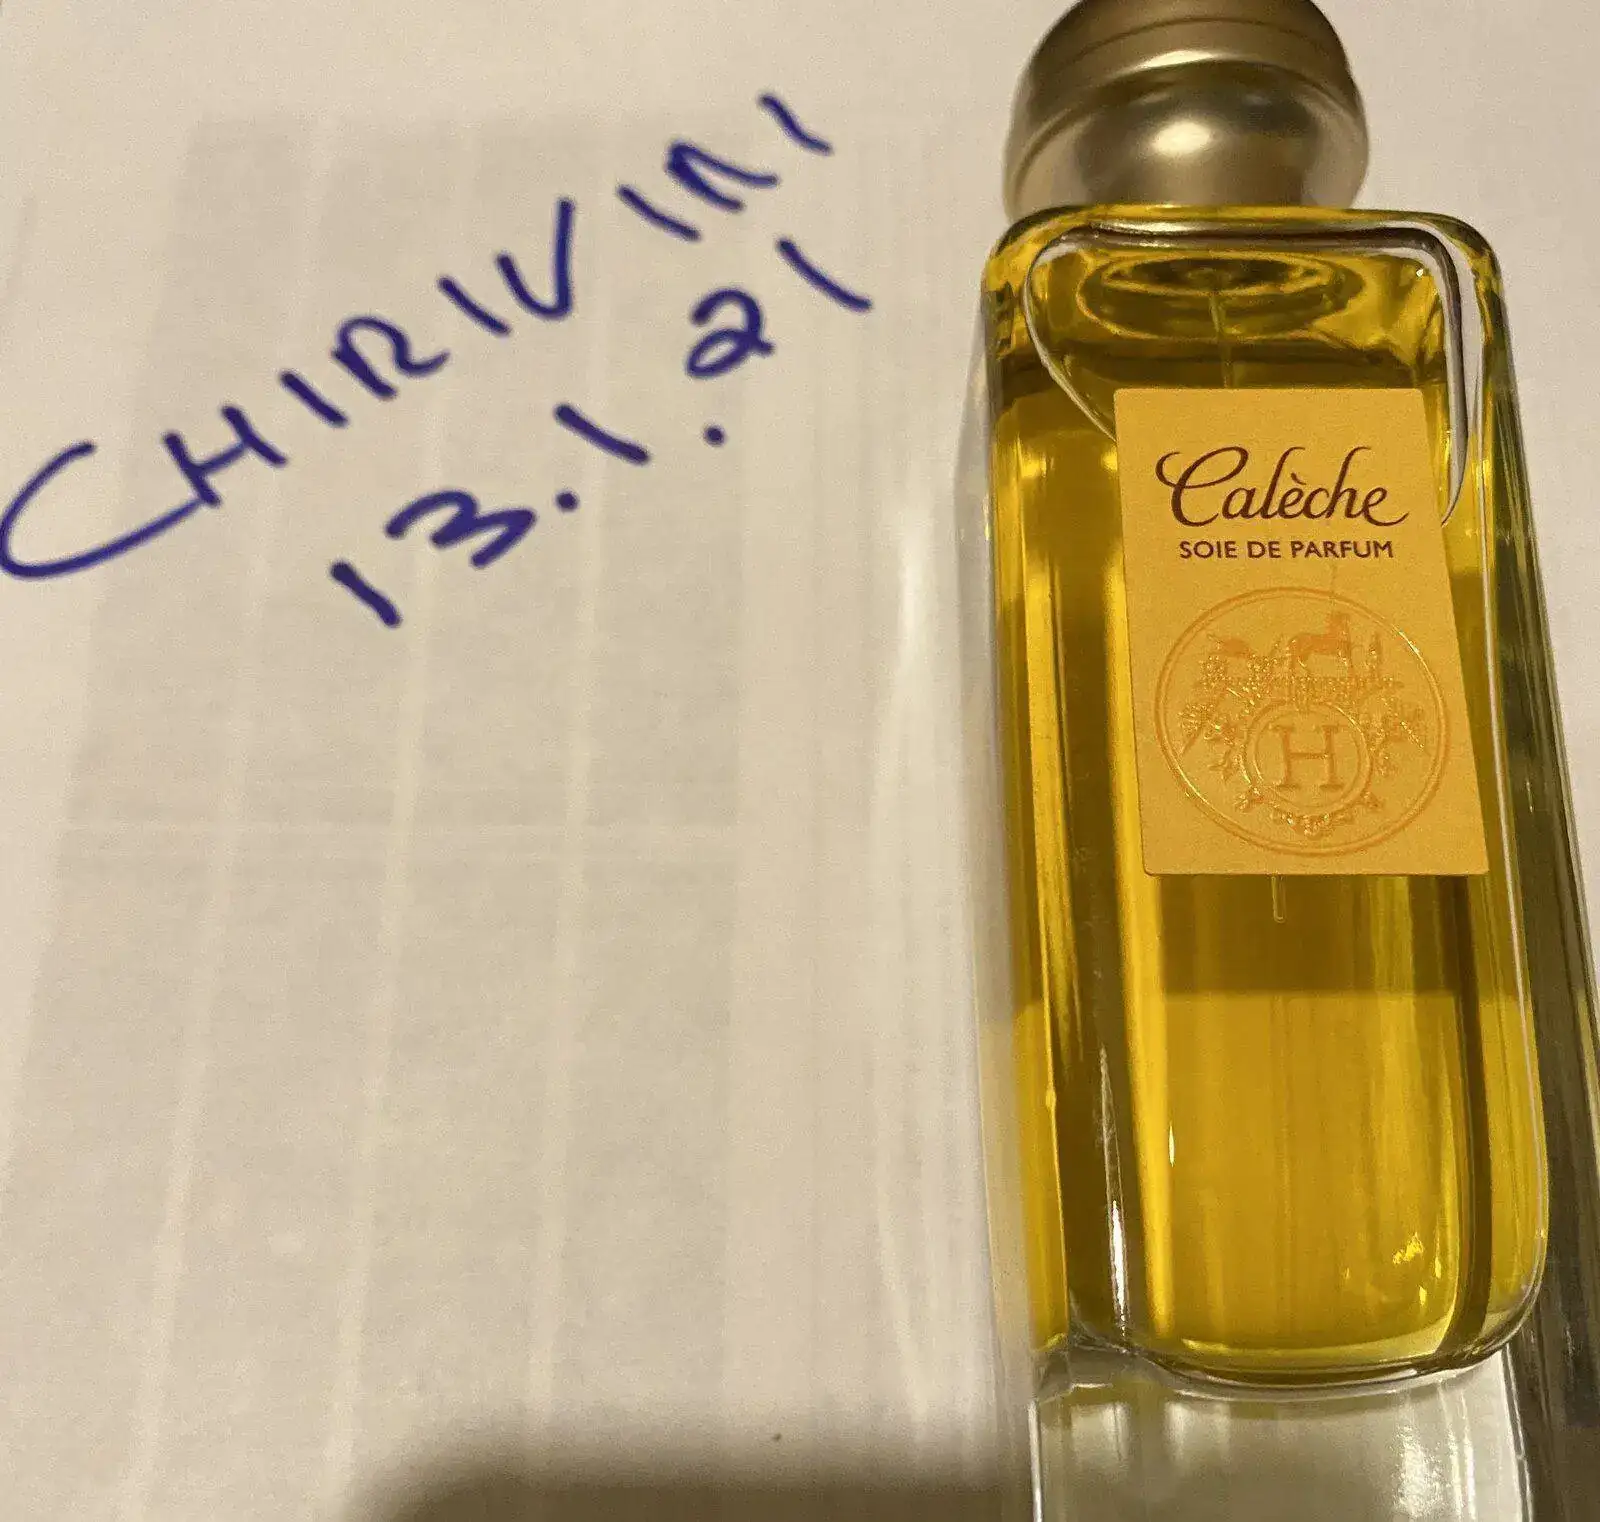 CHIRIVIRI
13.1.21
Calèche
SOIE DE PARFUM
H